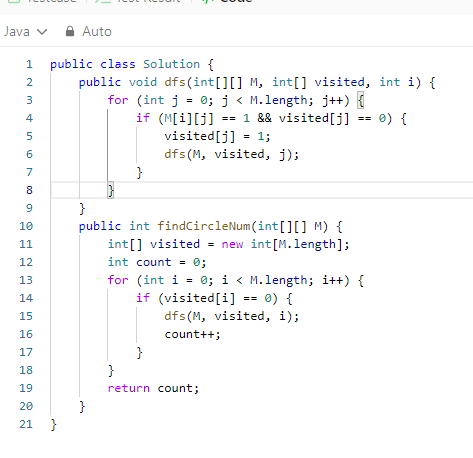 Testcase Test Result Code
Java Auto
1 public class Solution {
2     public void dfs(int[][] M, int[] visited, int i) {
3         for (int j = 0; j < M.length; j++) {
4             if (M[i][j] == 1 && visited[j] == 0) {
5                 visited[j] = 1;
6                 dfs(M, visited, j);
7             }
8         }
9     }
10     public int findCircleNum(int[][] M) {
11         int[] visited = new int[M.length];
12         int count = 0;
13         for (int i = 0; i < M.length; i++) {
14             if (visited[i] == 0) {
15                 dfs(M, visited, i);
16                 count++;
17             }
18         }
19         return count;
20     }
21 }